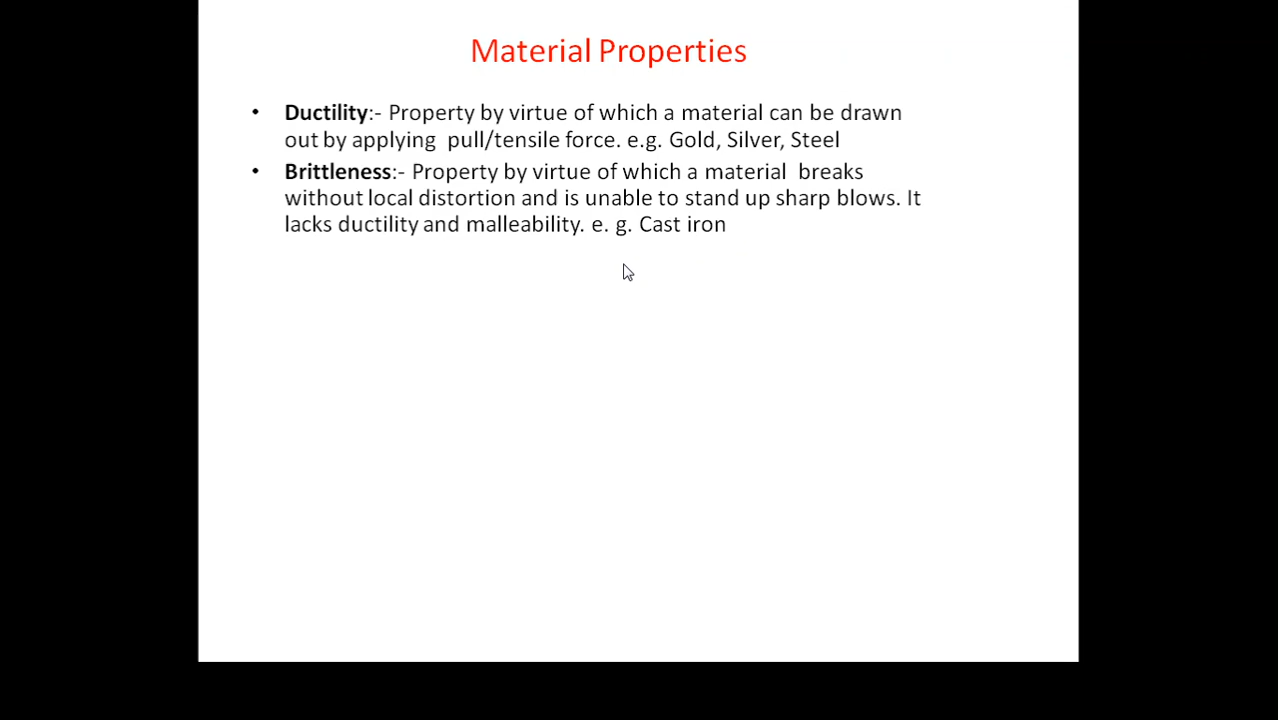 Material Properties
• Ductility:- Property by virtue of which a material can be drawn
out by applying pull/tensile force. e.g. Gold, Silver, Steel
• Brittleness:- Property by virtue of which a material breaks
without local distortion and is unable to stand up sharp blows. It
lacks ductility and malleability. e. g. Cast iron